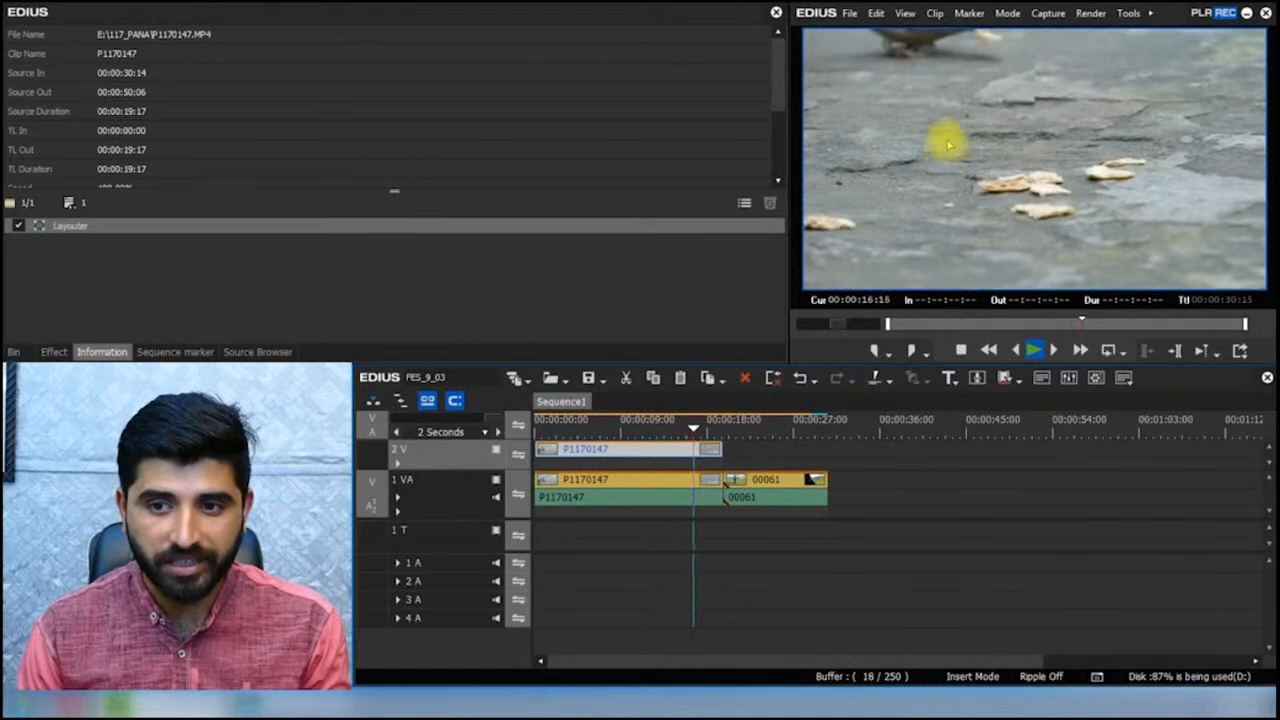 EDIUS
File Name E:\117_PANA\P1170147.MP4
Clip Name P1170147
Source In 00:00:30:14
Source Out 00:00:50:06
Source Duration 00:00:19:17
TL In 00:00:00:00
TL Out 00:00:19:17
TL Duration 00:00:19:17
1/1 1
Layouter
Bin Effect Information Sequence marker Source Browser
EDIUS File Edit View Clip Marker Mode Capture Render Tools PLR REC
Cur 00:00:16:16 In --:--:--:-- Out --:--:--:-- Dur --:--:--:-- Ttl 00:00:30:15
EDIUS FES_9_03
Sequence1
V
A
2 Seconds
00:00:00:00 00:00:09:00 00:00:18:00 00:00:27:00 00:00:36:00 00:00:45:00 00:00:54:00 00:01:03:00 00:01:12
2 V P1170147
V 1 VA P1170147 00061
A12 P1170147 00061
1 T
1 A
2 A
3 A
4 A
Buffer : ( 16 / 250 ) Insert Mode Ripple Off Disk :87% is being used(D:)